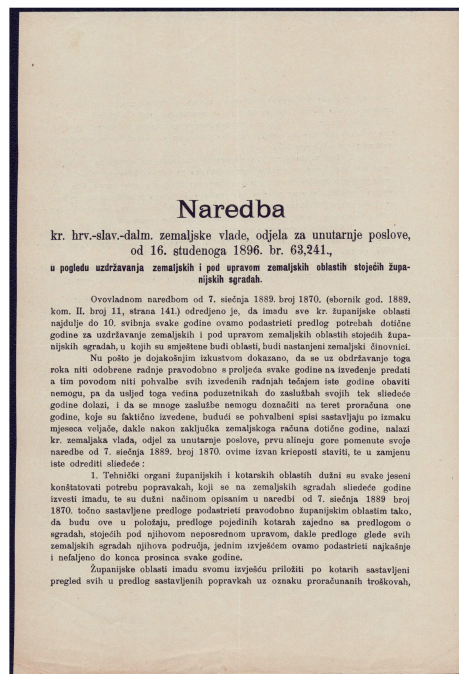 Naredba
kr. hrv.-slav.-dalm. zemaljske vlade, odjela za unutarnje poslove,
od 16. studenoga 1896. br. 63,241.,
u pogledu uzdržavanja zemaljskih i pod upravom zemaljskih oblastih stojećih župa-
nijskih sgradah.
Ovovladnom naredbom od 7. siečnja 1889. broj 1870. (sbornik god. 1889.
kom. II. broj 11, strana 141.) odredjeno je, da imadu sve kr. županijske oblasti
najdulje do 10. svibnja svake godine ovamo podastrieti predlog potrebah dotične
godine za uzdržavanje zemaljskih i pod upravom zemaljskih oblastih stojećih župa-
nijskih sgradah, u kojih su smještene budi oblasti, budi nastanjeni zemaljski činovnici.
Nu pošto je dojakošnjim izkustvom dokazano, da se uz obdržavanje toga
roka niti odobrene radnje pravodobno s proljeća svake godine na izvedenje predati
a tim povodom niti pohvalbe svih izvedenih radnjah tečajem iste godine obaviti
nemogu, pa da usljed toga većina poduzetnikah do zaslužbah svojih tek sliedeće
godine dolazi, i da se mnoge zaslužbe nemogu doznačiti na teret proračuna one
godine, koje su faktično izvedene, budući se pohvalbeni spisi sastavljaju po izmaku
mjeseca veljače, dakle nakon zaključka zemaljskoga računa dotične godine, nalazi
kr. zemaljaka vlada, odjel za unutarnje poslove, prvu alineju gore pomenute svoje
naredbe od 7. siečnja 1889. broj 1870. ovime izvan krieposti staviti, te u zamjenu
iste odrediti sliedeće :
1. Tehnički organi županijskih i kotarskih oblastih dužni su svake jeseni
konštatovati potrebu popravakah, koji se na zemaljskih sgradah sliedeće godine
izvesti imadu, te su dužni načinom opisanim u naredbi od 7. siečnja 1889 broj
1870. točno sastavljene predloge podastrieti pravodobno županijskim oblastim tako,
da budu ove u položaju, predloge pojedinih kotarah zajedno sa predlogom o
sgradah, stojećih pod njihovom neposrednom upravom, dakle predloge glede svih
zemaljskih sgradah njihova područja, jednim izvješćem ovamo podastrieti najkašnje
i nefaljeno do konca prosinca svake godine.
Županijske oblasti imadu svomu izvješću priložiti po kotarih sastavljeni
pregled svih u predlog sastavljenih popravkah uz oznaku proračunanih troškovah,